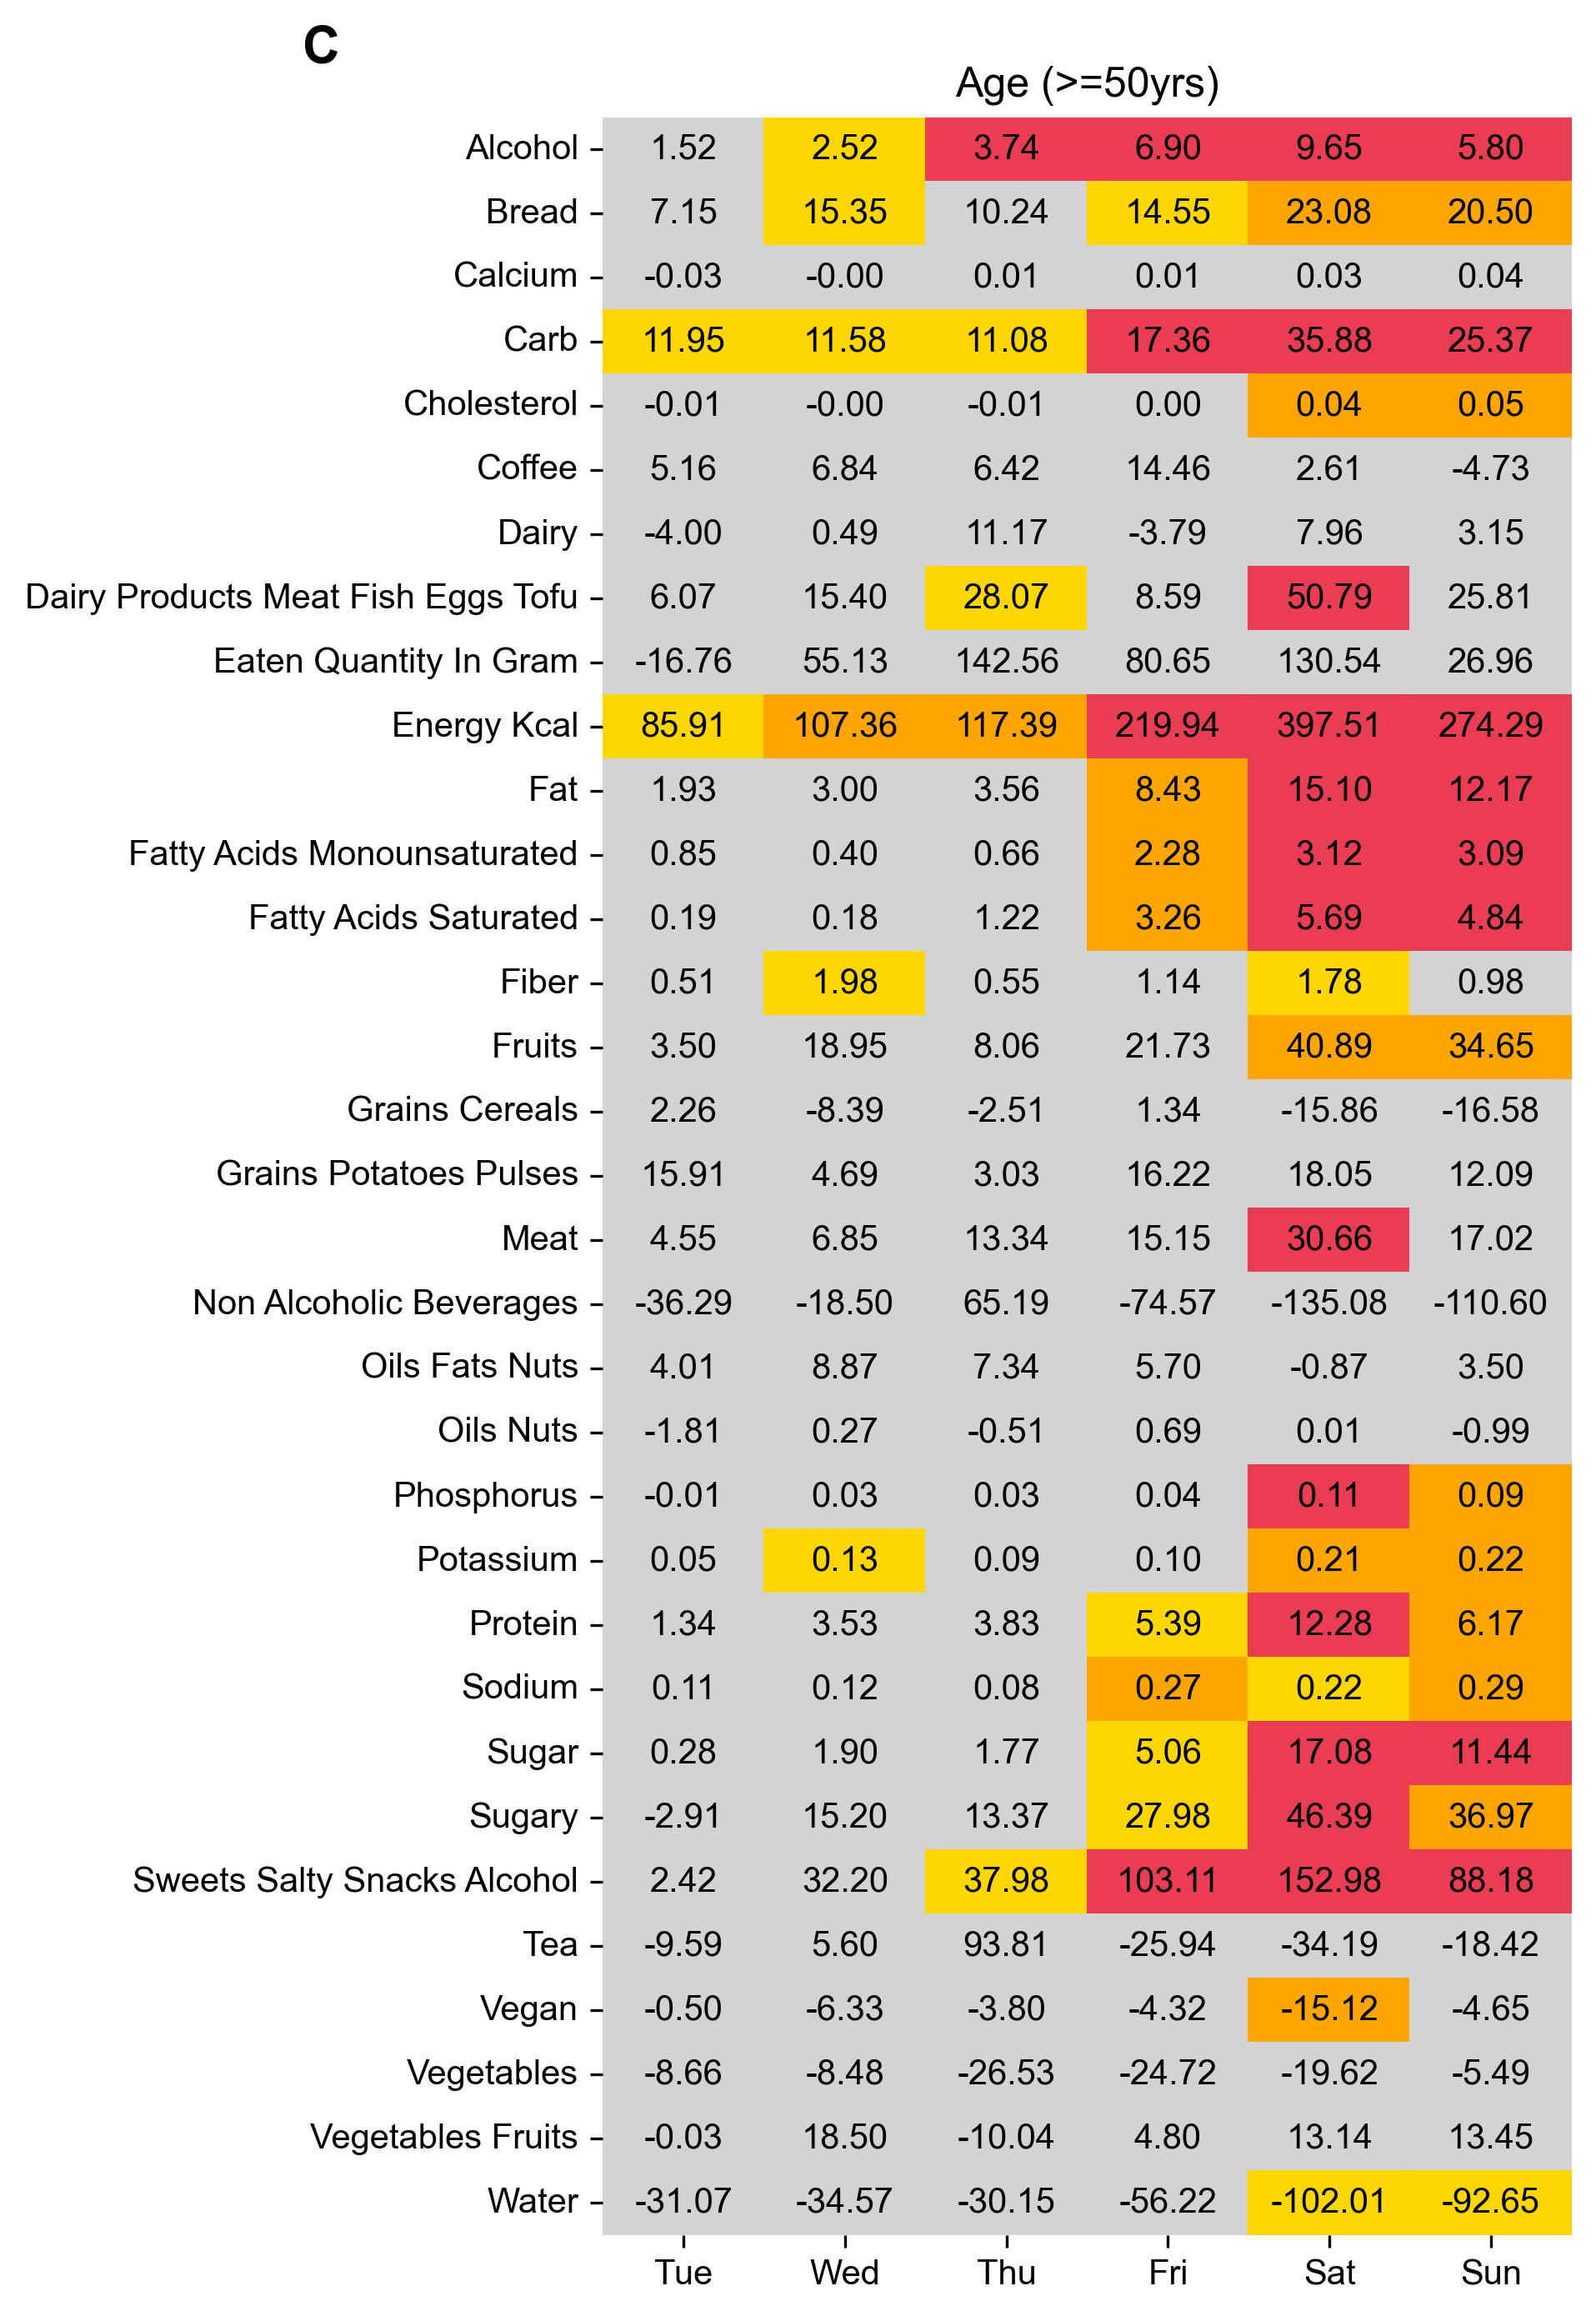 C
Age (>=50yrs)
Alcohol 1.52 2.52 3.74 6.90 9.65 5.80
Bread 7.15 15.35 10.24 14.55 23.08 20.50
Calcium -0.03 -0.00 0.01 0.01 0.03 0.04
Carb 11.95 11.58 11.08 17.36 35.88 25.37
Cholesterol -0.01 -0.00 -0.01 0.00 0.04 0.05
Coffee 5.16 6.84 6.42 14.46 2.61 -4.73
Dairy -4.00 0.49 11.17 -3.79 7.96 3.15
Dairy Products Meat Fish Eggs Tofu 6.07 15.40 28.07 8.59 50.79 25.81
Eaten Quantity In Gram -16.76 55.13 142.56 80.65 130.54 26.96
Energy Kcal 85.91 107.36 117.39 219.94 397.51 274.29
Fat 1.93 3.00 3.56 8.43 15.10 12.17
Fatty Acids Monounsaturated 0.85 0.40 0.66 2.28 3.12 3.09
Fatty Acids Saturated 0.19 0.18 1.22 3.26 5.69 4.84
Fiber 0.51 1.98 0.55 1.14 1.78 0.98
Fruits 3.50 18.95 8.06 21.73 40.89 34.65
Grains Cereals 2.26 -8.39 -2.51 1.34 -15.86 -16.58
Grains Potatoes Pulses 15.91 4.69 3.03 16.22 18.05 12.09
Meat 4.55 6.85 13.34 15.15 30.66 17.02
Non Alcoholic Beverages -36.29 -18.50 65.19 -74.57 -135.08 -110.60
Oils Fats Nuts 4.01 8.87 7.34 5.70 -0.87 3.50
Oils Nuts -1.81 0.27 -0.51 0.69 0.01 -0.99
Phosphorus -0.01 0.03 0.03 0.04 0.11 0.09
Potassium 0.05 0.13 0.09 0.10 0.21 0.22
Protein 1.34 3.53 3.83 5.39 12.28 6.17
Sodium 0.11 0.12 0.08 0.27 0.22 0.29
Sugar 0.28 1.90 1.77 5.06 17.08 11.44
Sugary -2.91 15.20 13.37 27.98 46.39 36.97
Sweets Salty Snacks Alcohol 2.42 32.20 37.98 103.11 152.98 88.18
Tea -9.59 5.60 93.81 -25.94 -34.19 -18.42
Vegan -0.50 -6.33 -3.80 -4.32 -15.12 -4.65
Vegetables -8.66 -8.48 -26.53 -24.72 -19.62 -5.49
Vegetables Fruits -0.03 18.50 -10.04 4.80 13.14 13.45
Water -31.07 -34.57 -30.15 -56.22 -102.01 -92.65
Tue Wed Thu Fri Sat Sun